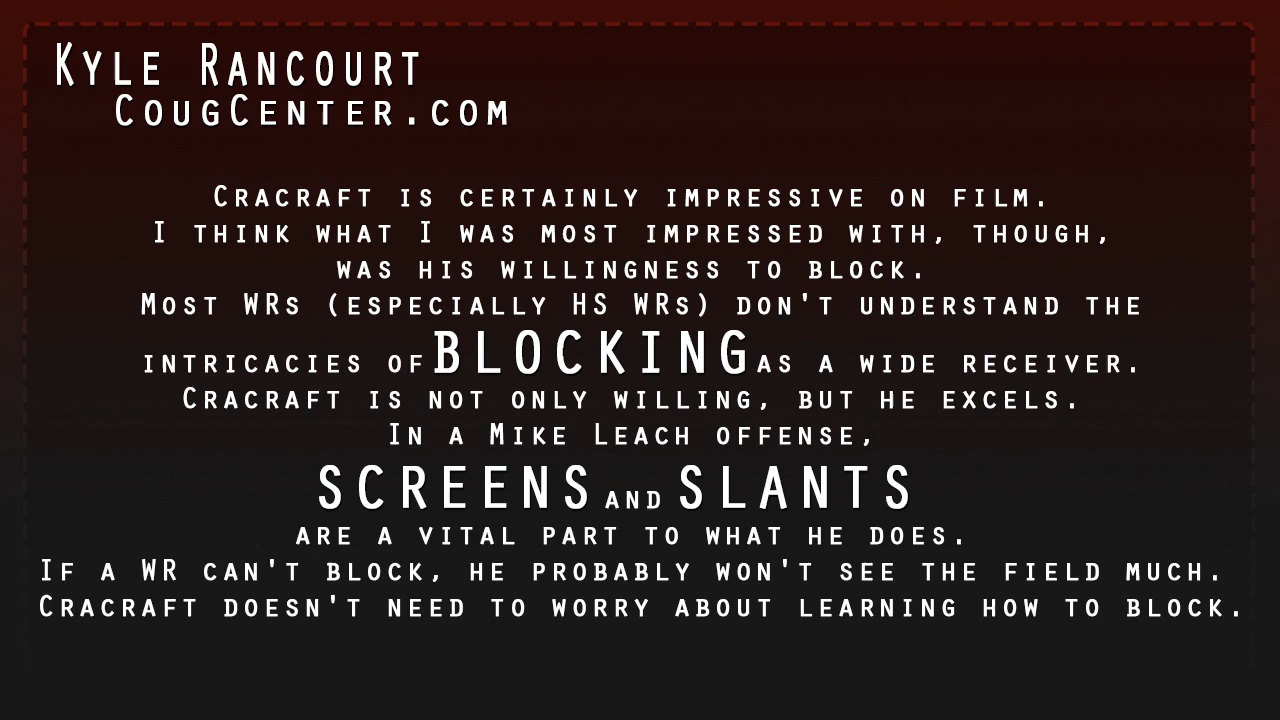 Kyle Rancourt
CougCenter.com
Cracraft is certainly impressive on film.
I think what I was most impressed with, though,
was his willingness to block.
Most WRs (especially HS WRs) don't understand the
intricacies of BLOCKING as a wide receiver.
Cracraft is not only willing, but he excels.
In a Mike Leach offense,
SCREENS and SLANTS
are a vital part to what he does.
If a WR can't block, he probably won't see the field much.
Cracraft doesn't need to worry about learning how to block.